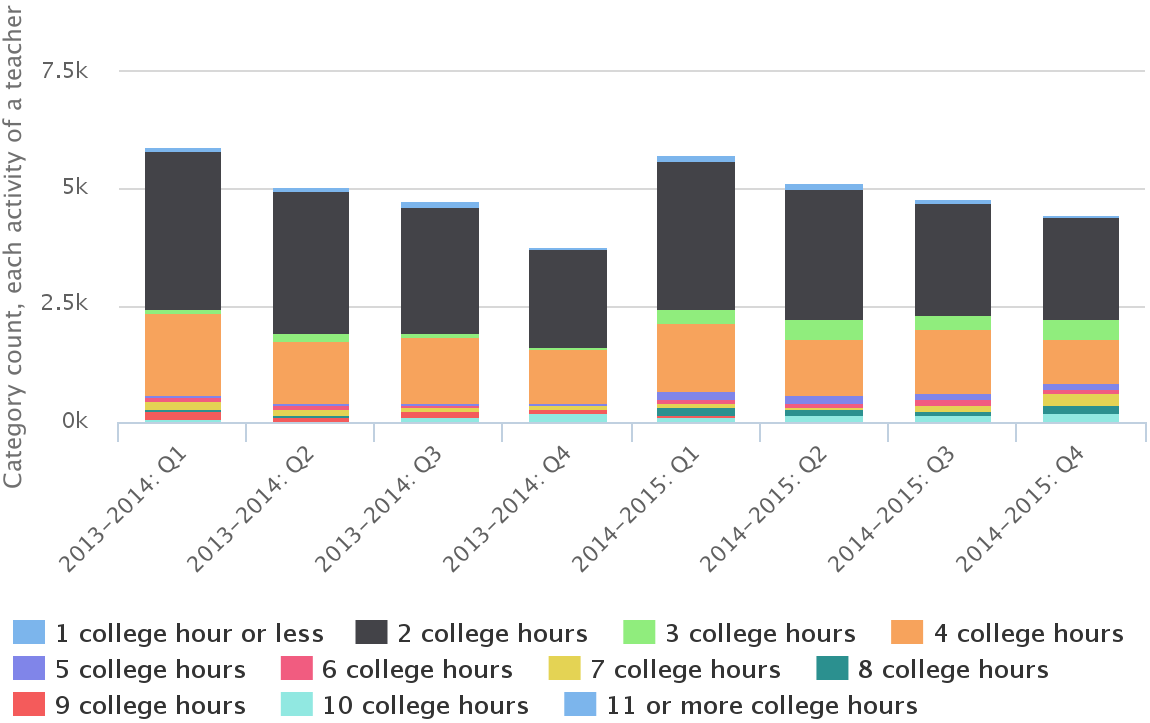 Category count, each activity of a teacher
7.5k
5k
2.5k
0k
2013–2014: Q1
2013–2014: Q2
2013–2014: Q3
2013–2014: Q4
2014–2015: Q1
2014–2015: Q2
2014–2015: Q3
2014–2015: Q4
1 college hour or less 2 college hours 3 college hours 4 college hours
5 college hours 6 college hours 7 college hours 8 college hours
9 college hours 10 college hours 11 or more college hours